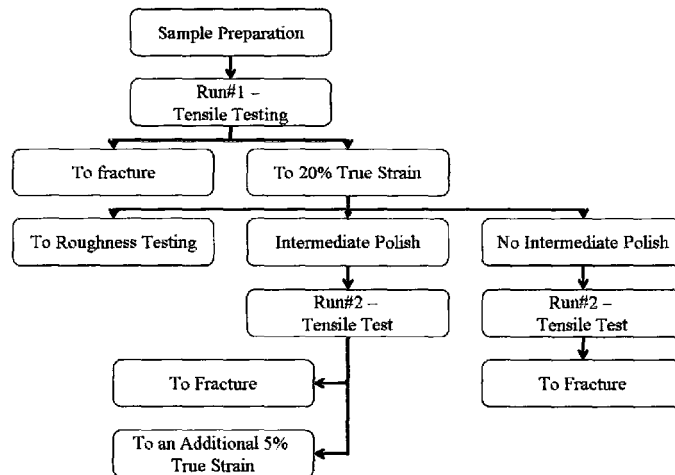 Sample Preparation
Run#1 –
Tensile Testing
To fracture
To 20% True Strain
To Roughness Testing
Intermediate Polish
No Intermediate Polish
Run#2 –
Tensile Test
Run#2 –
Tensile Test
To Fracture
To Fracture
To an Additional 5%
True Strain